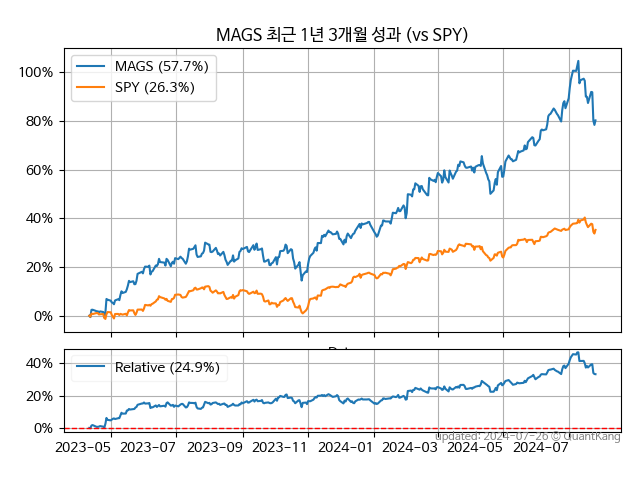 MAGS 최근 1년 3개월 성과 (vs SPY)
MAGS (57.7%)
SPY (26.3%)
100%
80%
60%
40%
20%
0%
Relative (24.9%)
40%
20%
0%
2023-05 2023-07 2023-09 2023-11 2024-01 2024-03 2024-05 2024-07
Updated: 2024-07-26 © QuantKang